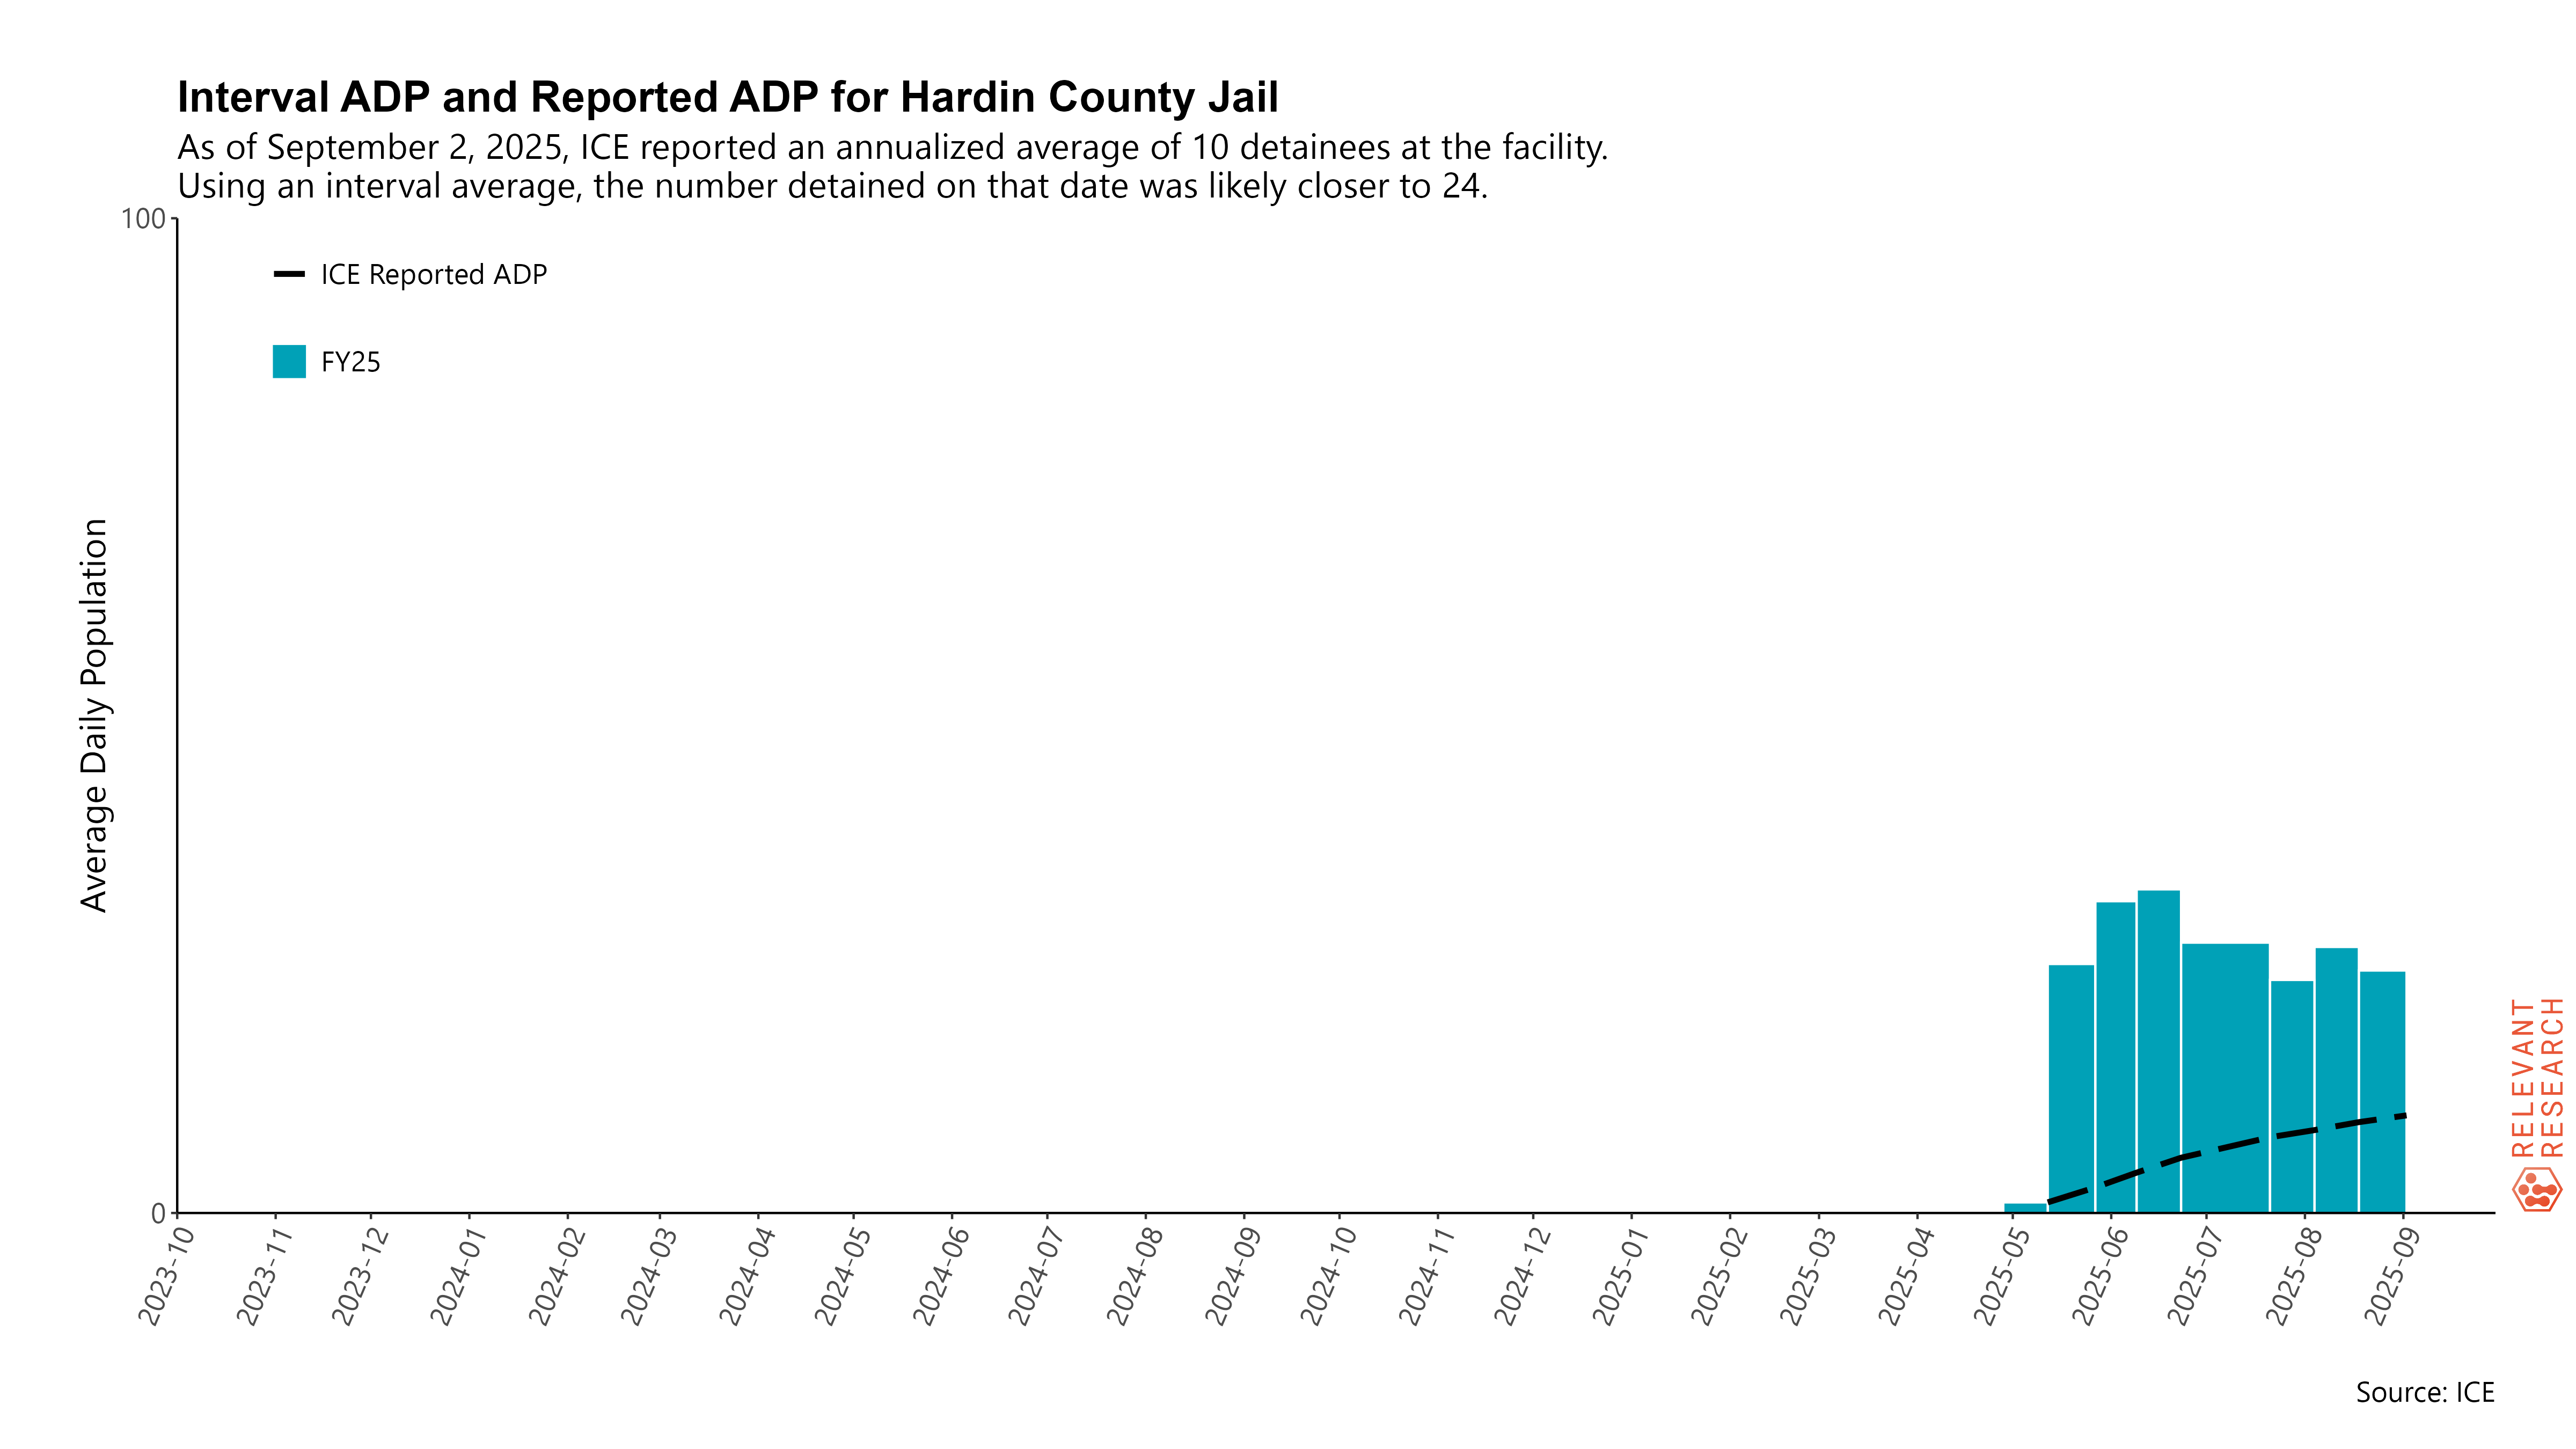 Interval ADP and Reported ADP for Hardin County Jail
As of September 2, 2025, ICE reported an annualized average of 10 detainees at the facility.
Using an interval average, the number detained on that date was likely closer to 24.
100
ICE Reported ADP
FY25
Average Daily Population
0
2023-10
2023-11
2023-12
2024-01
2024-02
2024-03
2024-04
2024-05
2024-06
2024-07
2024-08
2024-09
2024-10
2024-11
2024-12
2025-01
2025-02
2025-03
2025-04
2025-05
2025-06
2025-07
2025-08
2025-09
RELEVANT
RESEARCH
Source: ICE